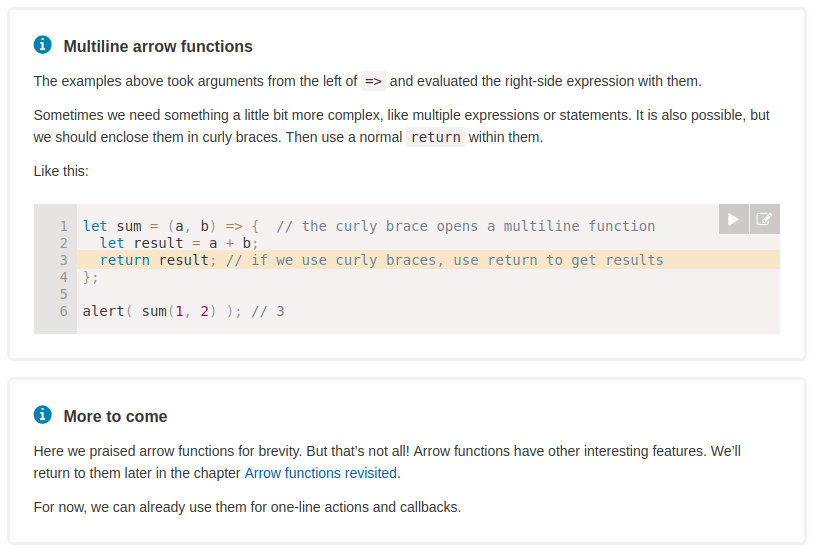 Multiline arrow functions
The examples above took arguments from the left of => and evaluated the right-side expression with them.
Sometimes we need something a little bit more complex, like multiple expressions or statements. It is also possible, but
we should enclose them in curly braces. Then use a normal return within them.
Like this:
1 let sum = (a, b) => {  // the curly brace opens a multiline function
2   let result = a + b;
3   return result; // if we use curly braces, use return to get results
4 };
5
6 alert( sum(1, 2) ); // 3
More to come
Here we praised arrow functions for brevity. But that’s not all! Arrow functions have other interesting features. We’ll
return to them later in the chapter Arrow functions revisited.
For now, we can already use them for one-line actions and callbacks.